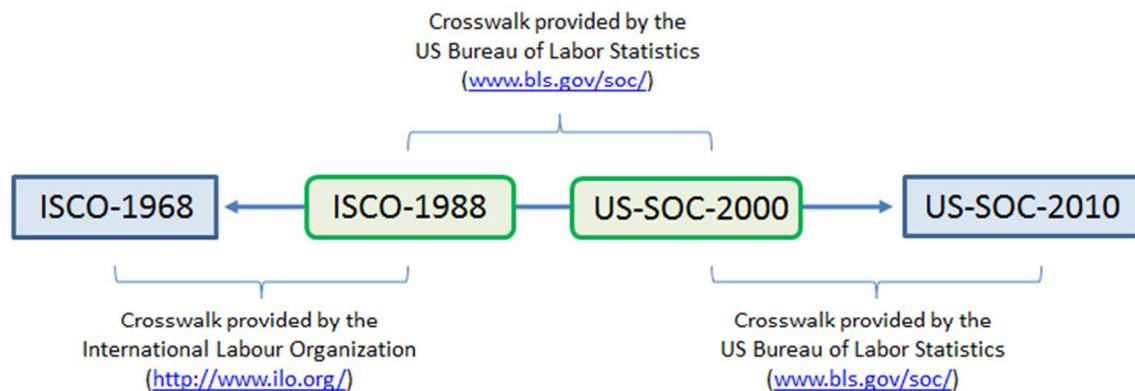 Crosswalk provided by the
US Bureau of Labor Statistics
(www.bls.gov/soc/)
ISCO-1968
ISCO-1988
US-SOC-2000
US-SOC-2010
Crosswalk provided by the
International Labour Organization
(http://www.ilo.org/)
Crosswalk provided by the
US Bureau of Labor Statistics
(www.bls.gov/soc/)